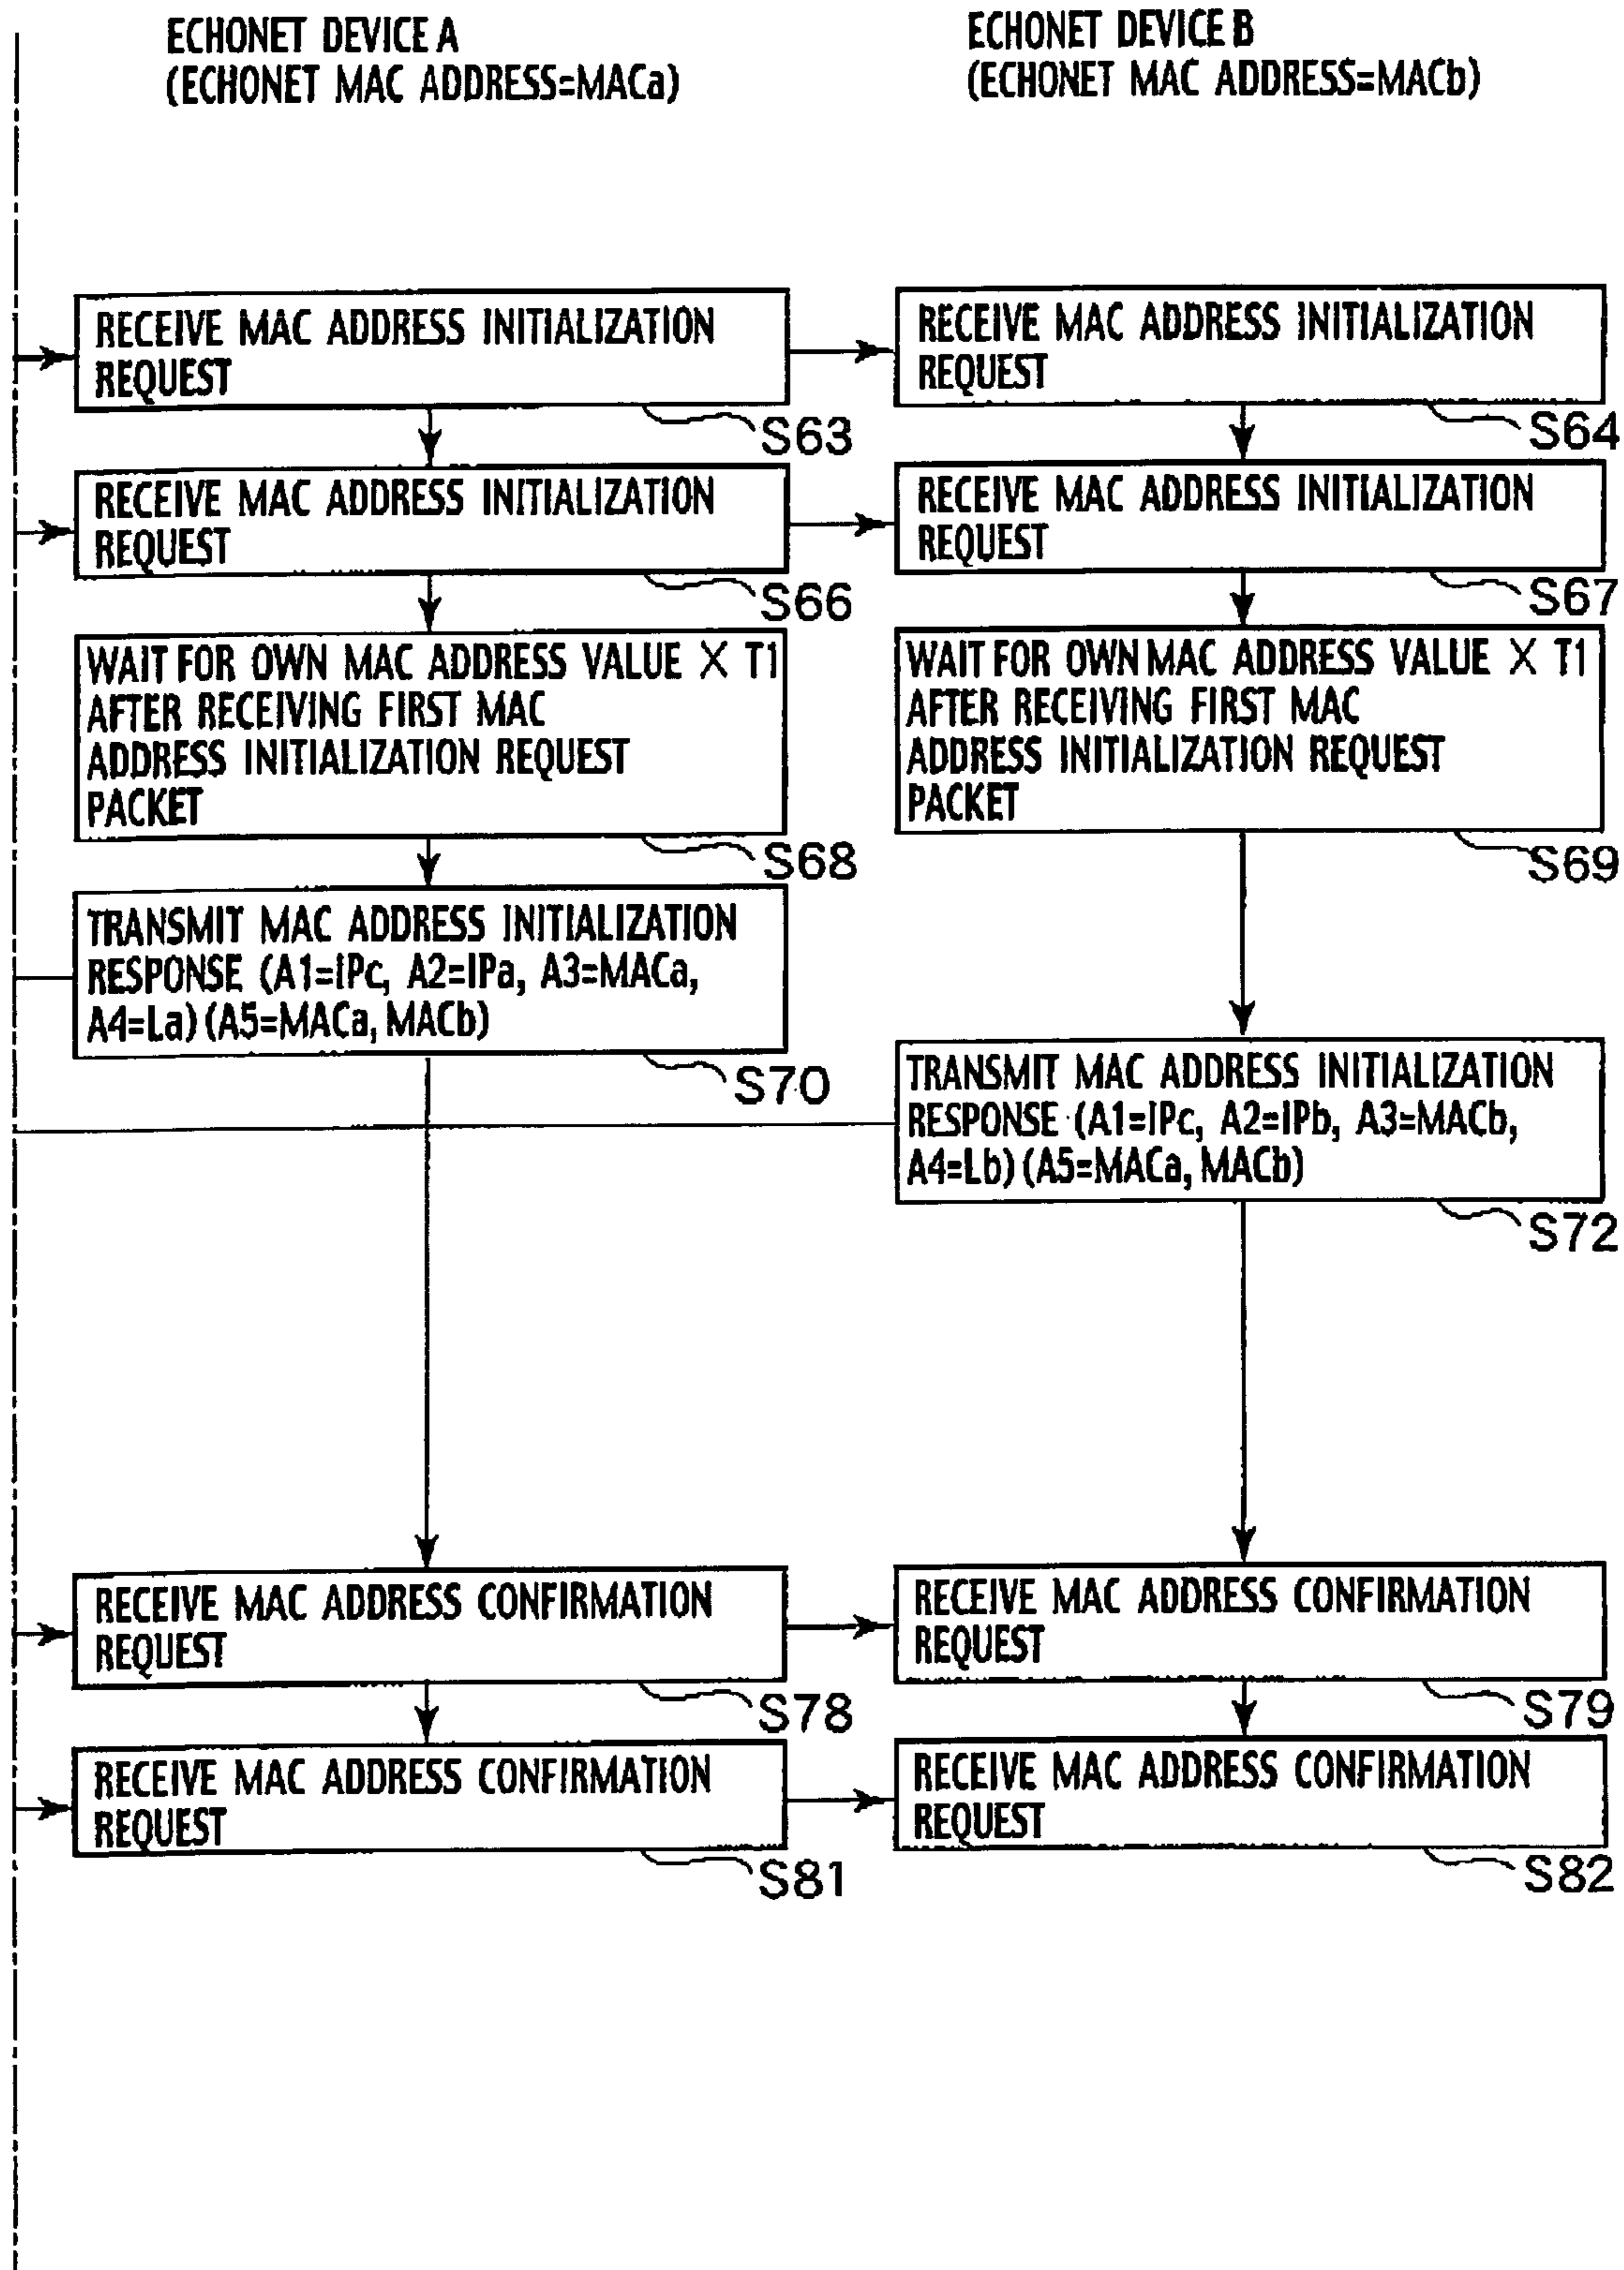 ECHONET DEVICE A
(ECHONET MAC ADDRESS=MACa)
ECHONET DEVICE B
(ECHONET MAC ADDRESS=MACb)
RECEIVE MAC ADDRESS INITIALIZATION
REQUEST
S63
RECEIVE MAC ADDRESS INITIALIZATION
REQUEST
S64
RECEIVE MAC ADDRESS INITIALIZATION
REQUEST
S66
RECEIVE MAC ADDRESS INITIALIZATION
REQUEST
S67
WAIT FOR OWN MAC ADDRESS VALUE × T1
AFTER RECEIVING FIRST MAC
ADDRESS INITIALIZATION REQUEST
PACKET
S68
WAIT FOR OWN MAC ADDRESS VALUE × T1
AFTER RECEIVING FIRST MAC
ADDRESS INITIALIZATION REQUEST
PACKET
S69
TRANSMIT MAC ADDRESS INITIALIZATION
RESPONSE (A1=IPc, A2=IPa, A3=MACa,
A4=La) (A5=MACa, MACb)
S70
TRANSMIT MAC ADDRESS INITIALIZATION
RESPONSE (A1=IPc, A2=IPb, A3=MACb,
A4=Lb) (A5=MACa, MACb)
S72
RECEIVE MAC ADDRESS CONFIRMATION
REQUEST
S78
RECEIVE MAC ADDRESS CONFIRMATION
REQUEST
S79
RECEIVE MAC ADDRESS CONFIRMATION
REQUEST
S81
RECEIVE MAC ADDRESS CONFIRMATION
REQUEST
S82